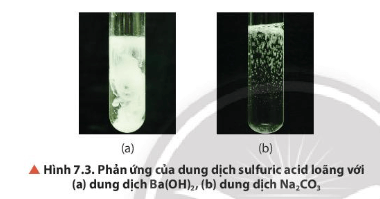 (a) (b)
▲ Hình 7.3. Phản ứng của dung dịch sulfuric acid loãng với
(a) dung dịch Ba(OH)₂, (b) dung dịch Na₂CO₃